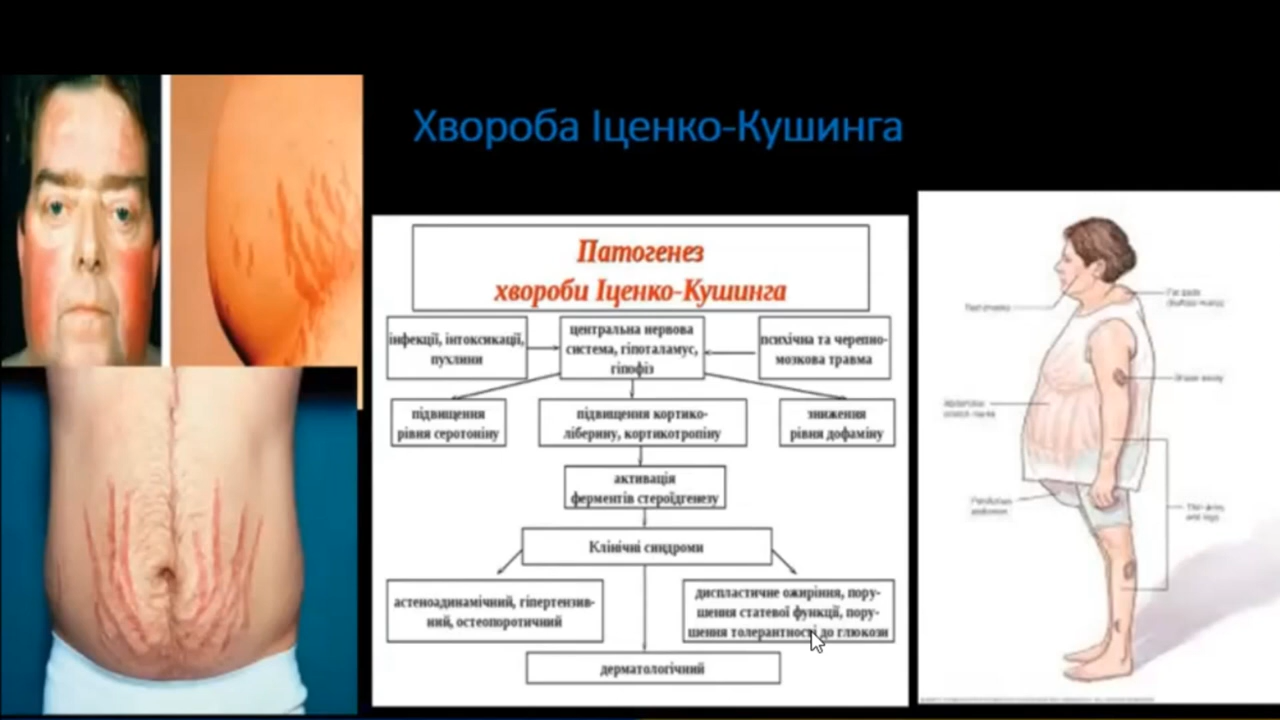 Хвороба Іценко-Кушинга
Патогенез
хвороби Іценко-Кушинга
інфекції, інтоксикації,
пухлини
центральна нервова
система, гіпоталамус,
гіпофіз
психічна та черепно-
мозкова травма
підвищення
рівня серотоніну
підвищення кортико-
ліберину, кортикотропіну
зниження
рівня дофаміну
активація
ферментів стероїдгенезу
Клінічні синдроми
астеноадинамічний, гіпертензив-
ний, остеопоротичний
диспластичне ожиріння, пору-
шення статевої функції, пору-
шення толерантності до глюкози
дерматологічний